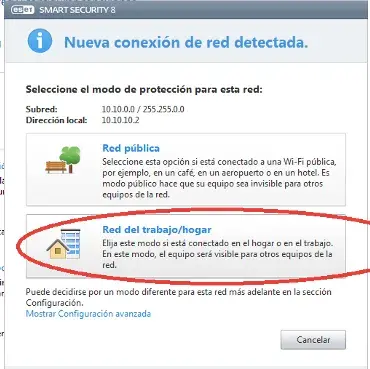 eset SMART SECURITY 8
Nueva conexión de red detectada.
Seleccione el modo de protección para esta red:
Subred: 10.10.0.0 / 255.255.0.0
Dirección local: 10.10.10.2
Red pública
Seleccione esta opción si está conectado a una Wi-Fi pública,
por ejemplo, en un café, en un aeropuerto o en un hotel. Es
modo público hace que su equipo sea invisible para otros
equipos de la red.
Red del trabajo/hogar
Elija este modo si está conectado en el hogar o en el trabajo.
En este modo, el equipo será visible para otros equipos de la
red.
Puede decidirse por un modo diferente para esta red más adelante en la sección
Configuración.
Mostrar Configuración avanzada
Cancelar